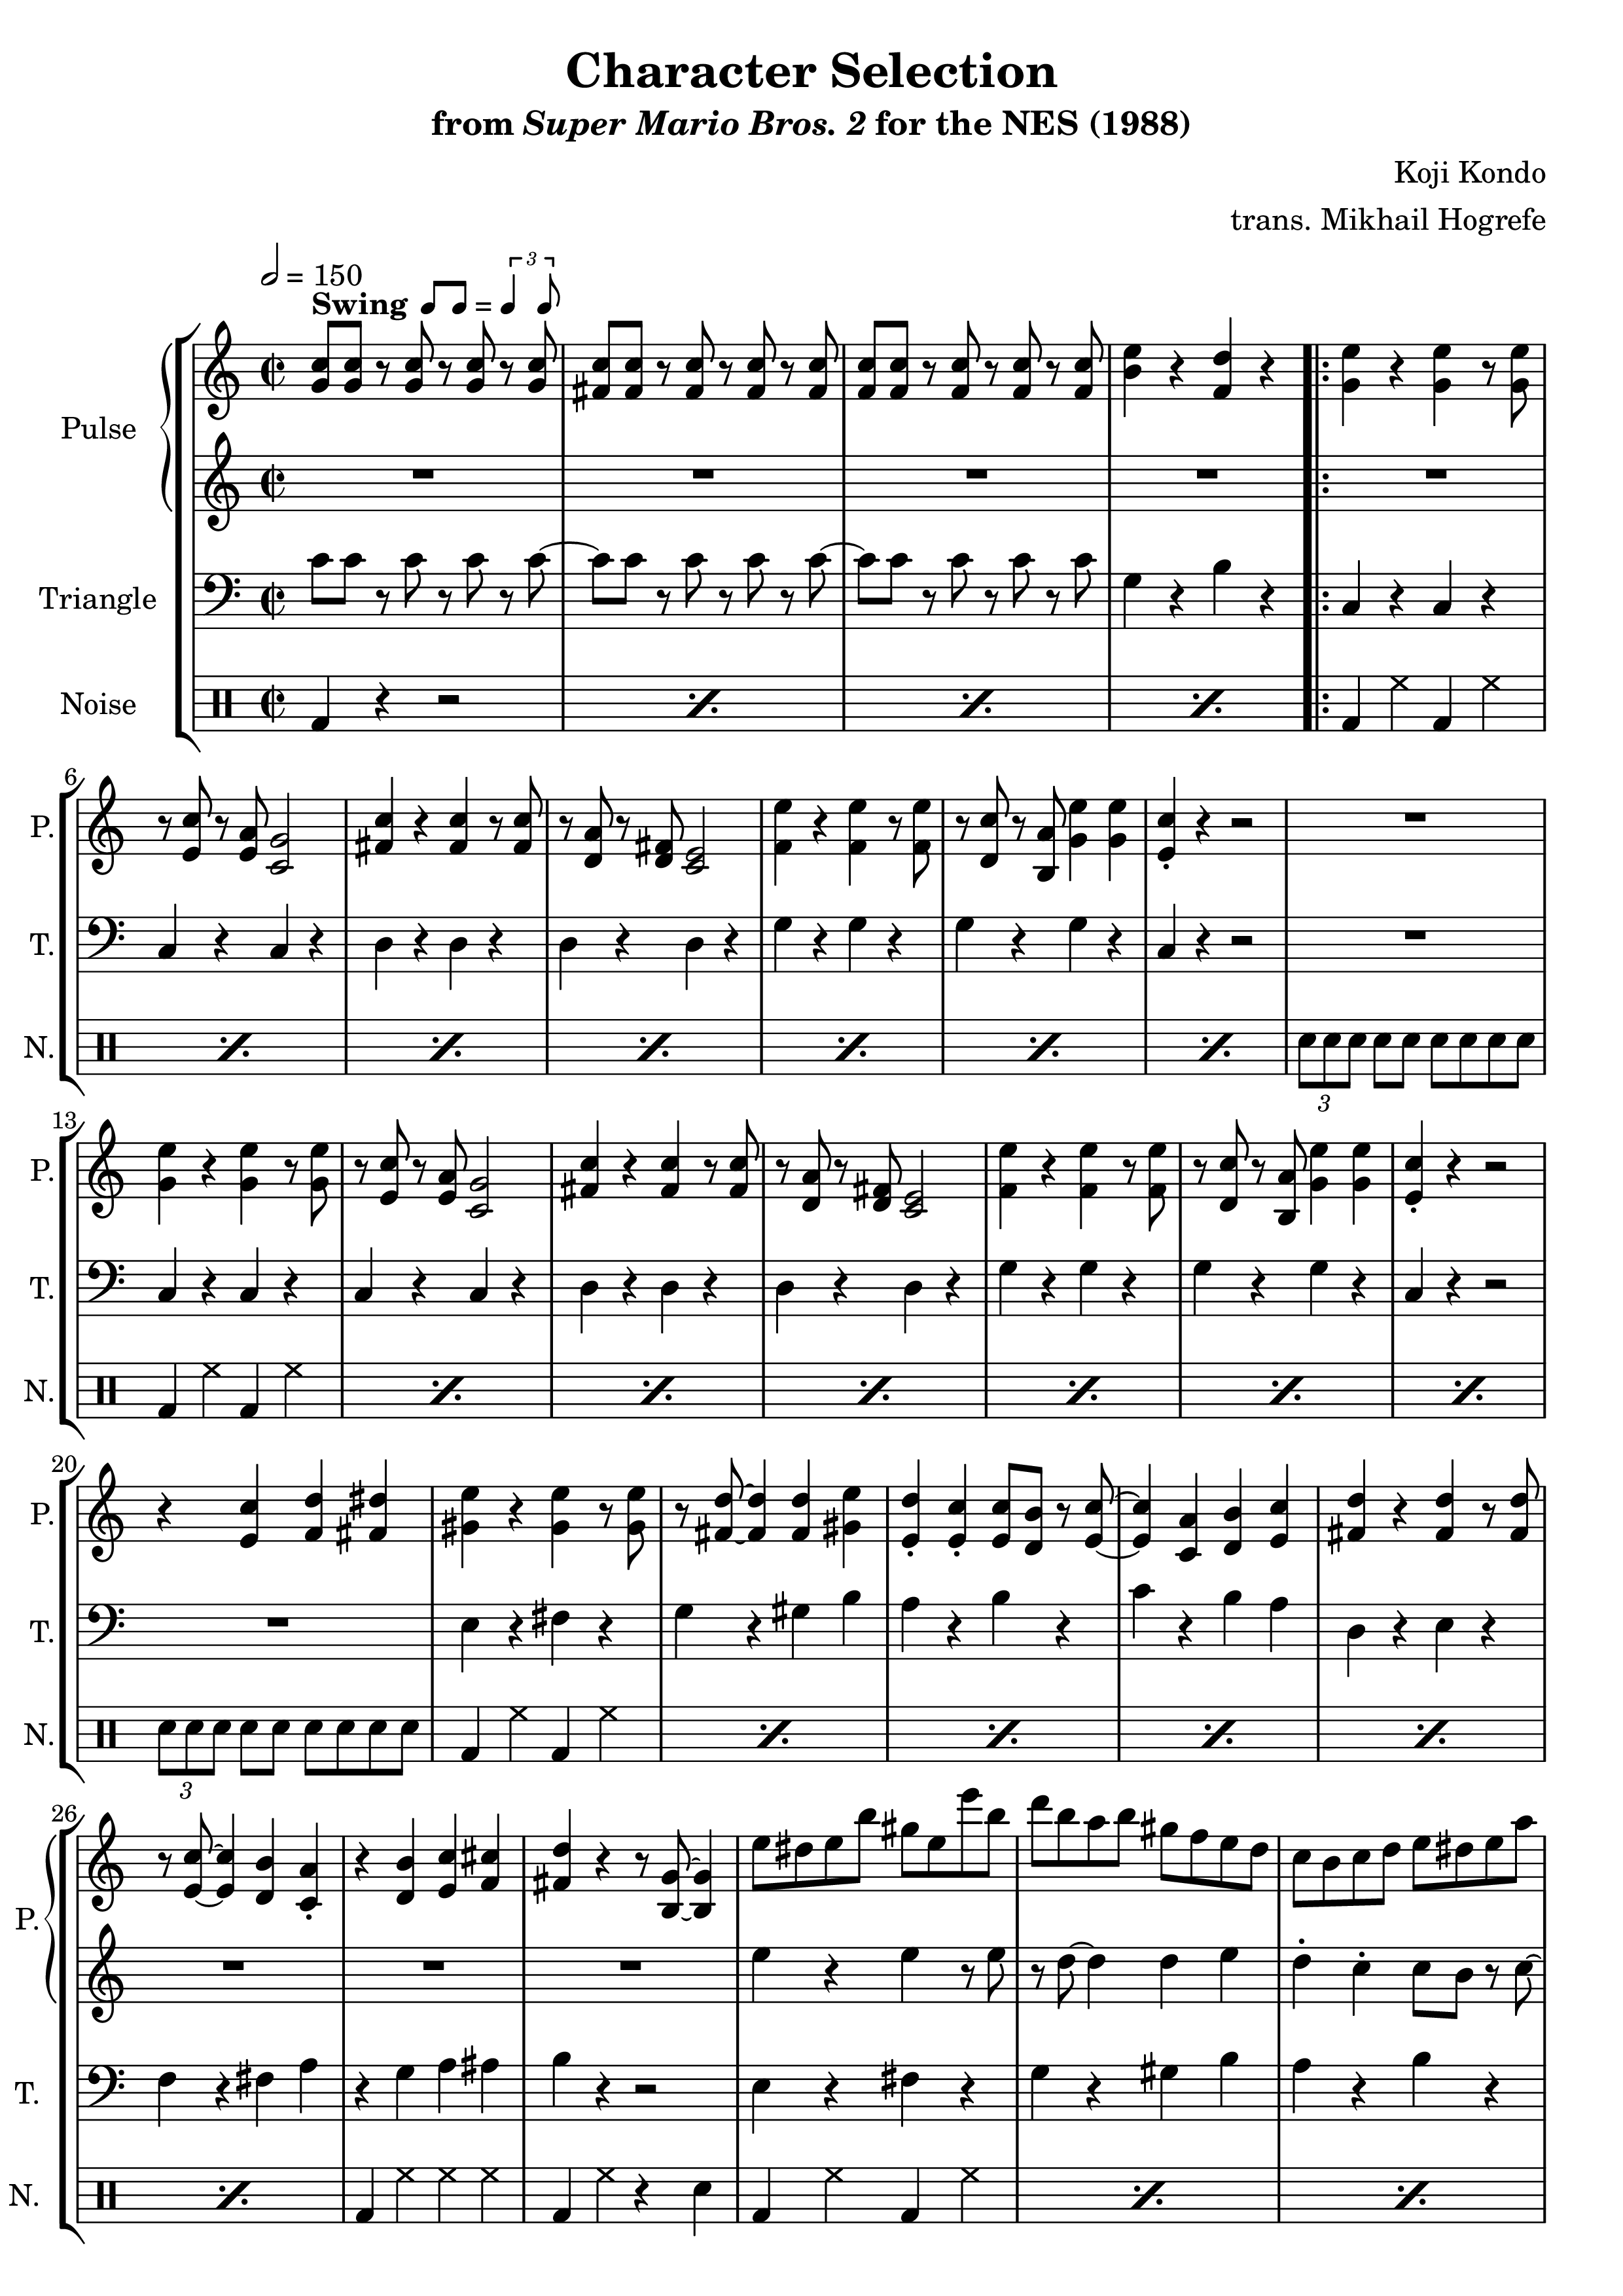 Character Selection
from Super Mario Bros. 2 for the NES (1988)
Koji Kondo
trans. Mikhail Hogrefe
= 150
Swing = 3
Pulse
Triangle
Noise
6
P.
T.
N.
3
13
P.
T.
N.
20
P.
T.
N.
3
26
P.
T.
N.